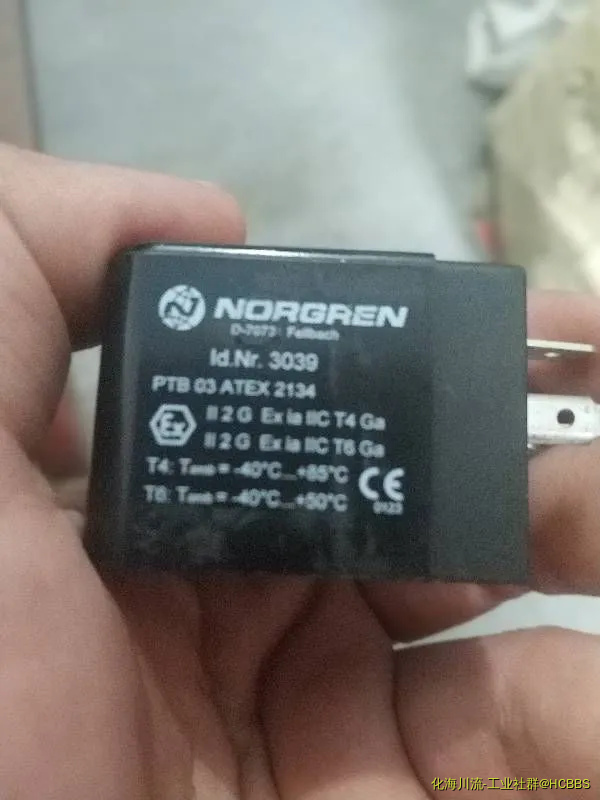 NORGREN
Fellbach
Id.Nr. 3039
PTB 03 ATEX 2134
Ex
II 2 G Ex ia IIC T4 Ga
II 2 G Ex ia IIC T6 Ga
T4: Tamb = -40°C...+85°C
T6: Tamb = -40°C...+50°C
CE
0123
化海川流-工业社群@HCBBS